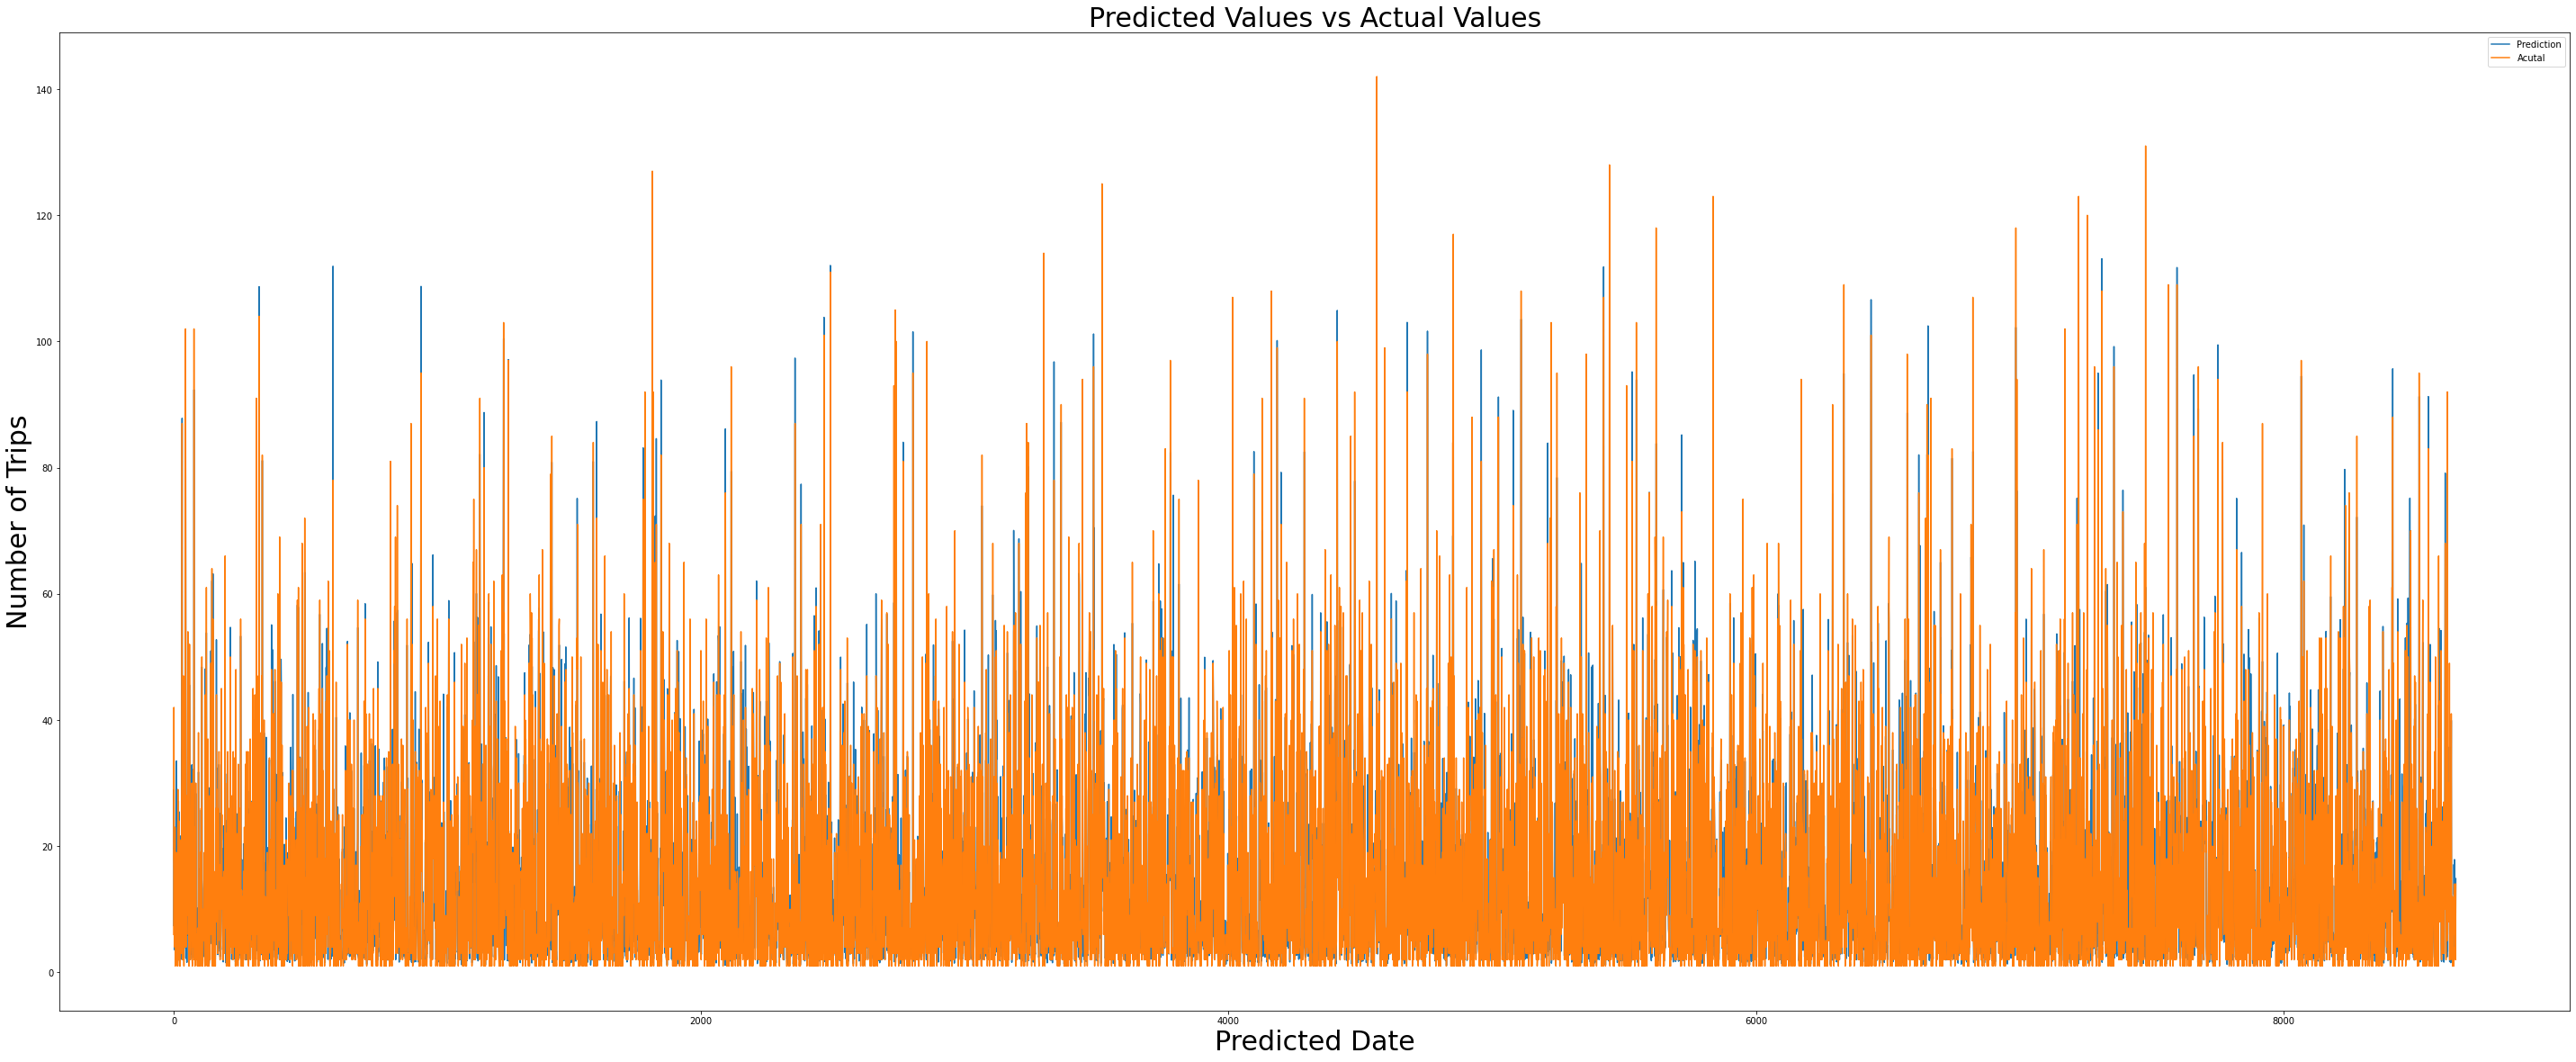 Predicted Values vs Actual Values
Prediction
Acutal
Number of Trips
140
120
100
80
60
40
20
0
0 2000 4000 6000 8000
Predicted Date